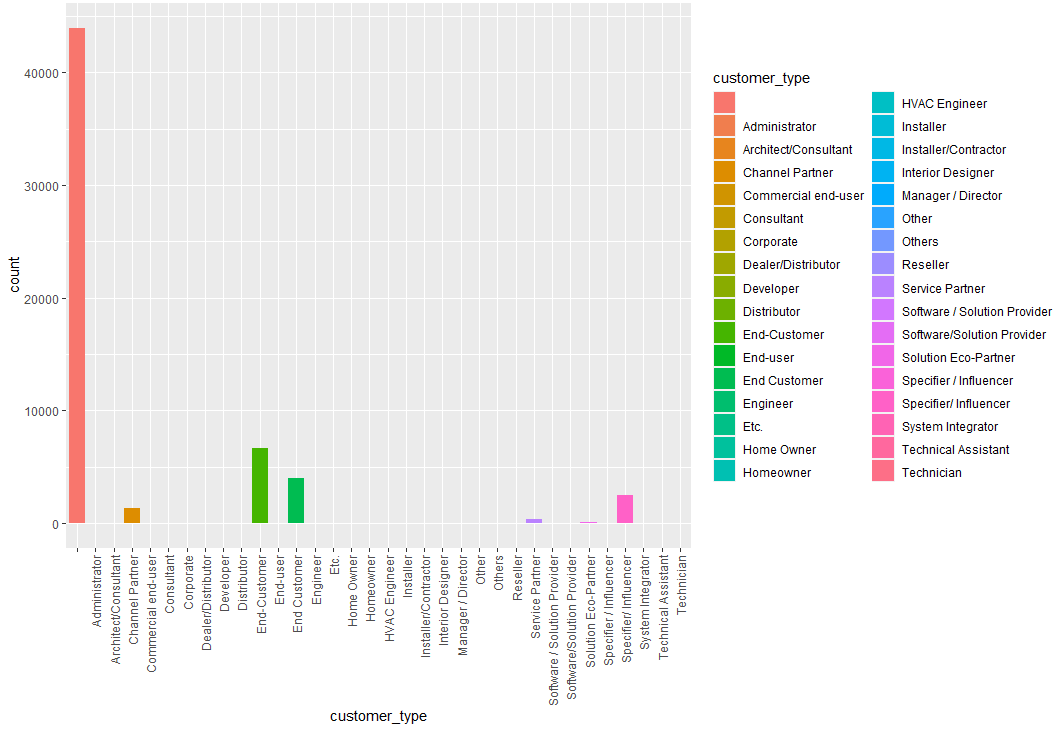 40000
30000
20000
10000
0
count
Administrator
Architect/Consultant
Channel Partner
Commercial end-user
Consultant
Corporate
Dealer/Distributor
Developer
Distributor
End-Customer
End-user
End Customer
Engineer
Etc.
Home Owner
Homeowner
HVAC Engineer
Installer
Installer/Contractor
Interior Designer
Manager / Director
Other
Others
Reseller
Service Partner
Software / Solution Provider
Software/Solution Provider
Solution Eco-Partner
Specifier / Influencer
Specifier/ Influencer
System Integrator
Technical Assistant
Technician
customer_type
customer_type
Administrator
Architect/Consultant
Channel Partner
Commercial end-user
Consultant
Corporate
Dealer/Distributor
Developer
Distributor
End-Customer
End-user
End Customer
Engineer
Etc.
Home Owner
Homeowner
HVAC Engineer
Installer
Installer/Contractor
Interior Designer
Manager / Director
Other
Others
Reseller
Service Partner
Software / Solution Provider
Software/Solution Provider
Solution Eco-Partner
Specifier / Influencer
Specifier/ Influencer
System Integrator
Technical Assistant
Technician